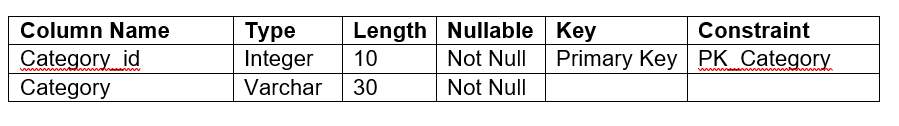 Column Name Type Length Nullable Key Constraint
Category_id Integer 10 Not Null Primary Key PK_Category
Category Varchar 30 Not Null